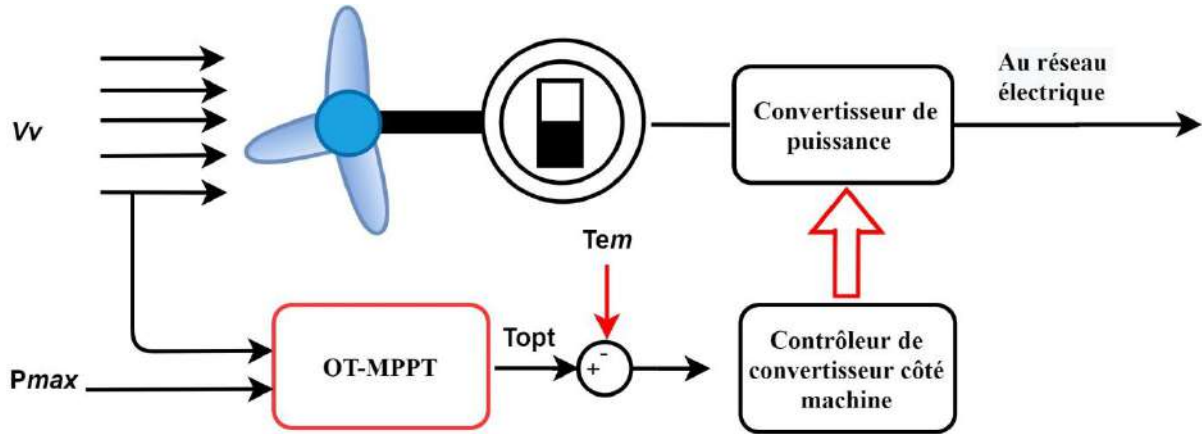 Au réseau
électrique
Convertisseur de
puissance
Vv
Tem
Pmax
OT-MPPT
Topt
-
+
Contrôleur de
convertisseur côté
machine